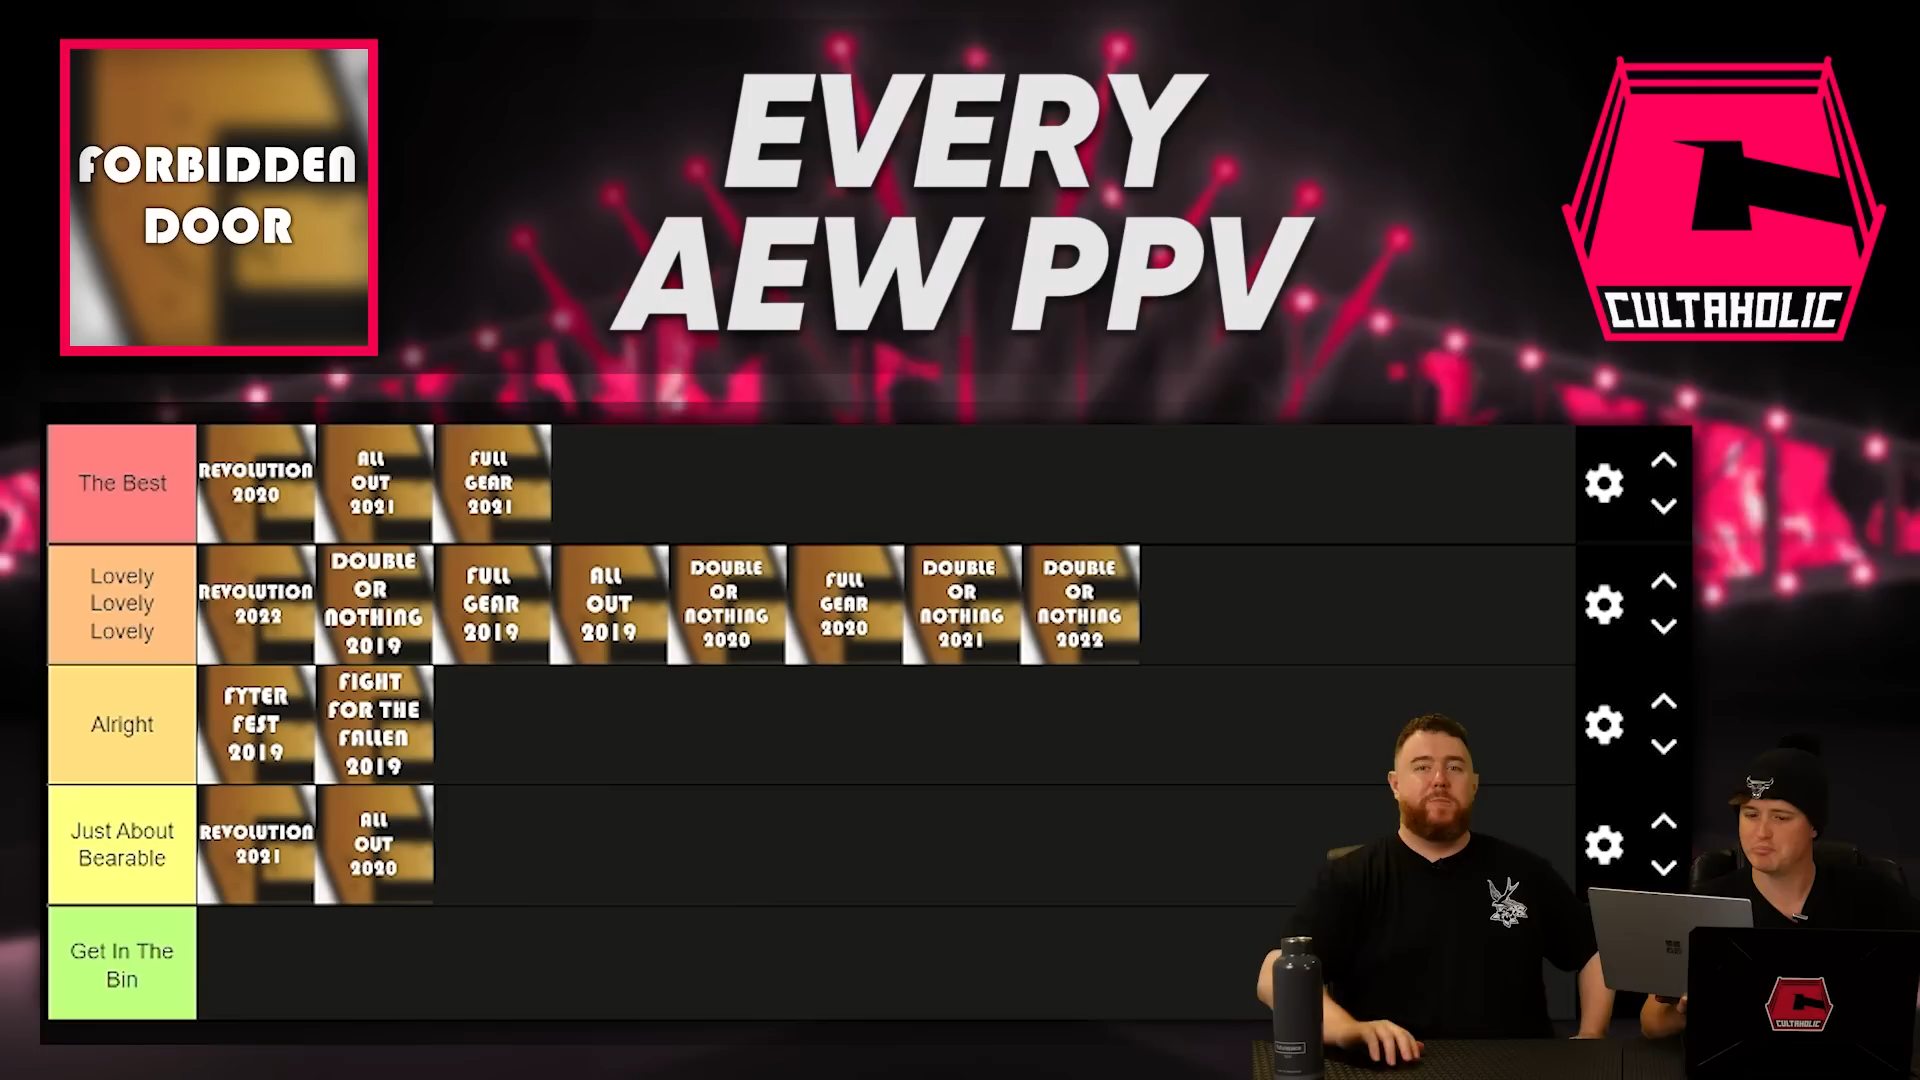 FORBIDDEN
DOOR
EVERY
AEW PPV
CULTAHOLIC
The Best
REVOLUTION
2020
ALL
OUT
2021
FULL
GEAR
2021
Lovely
Lovely
Lovely
REVOLUTION
2022
DOUBLE
OR
NOTHING
2019
FULL
GEAR
2019
ALL
OUT
2019
DOUBLE
OR
NOTHING
2020
FULL
GEAR
2020
DOUBLE
OR
NOTHING
2021
DOUBLE
OR
NOTHING
2022
Alright
FYTER
FEST
2019
FIGHT
FOR THE
FALLEN
2019
Just About
Bearable
REVOLUTION
2021
ALL
OUT
2020
Get In The
Bin
CULTAHOLIC